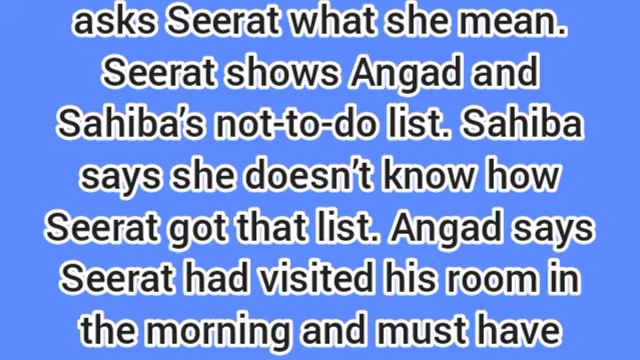 asks Seerat what she mean.
Seerat shows Angad and
Sahiba’s not-to-do list. Sahiba
says she doesn’t know how
Seerat got that list. Angad says
Seerat had visited his room in
the morning and must have